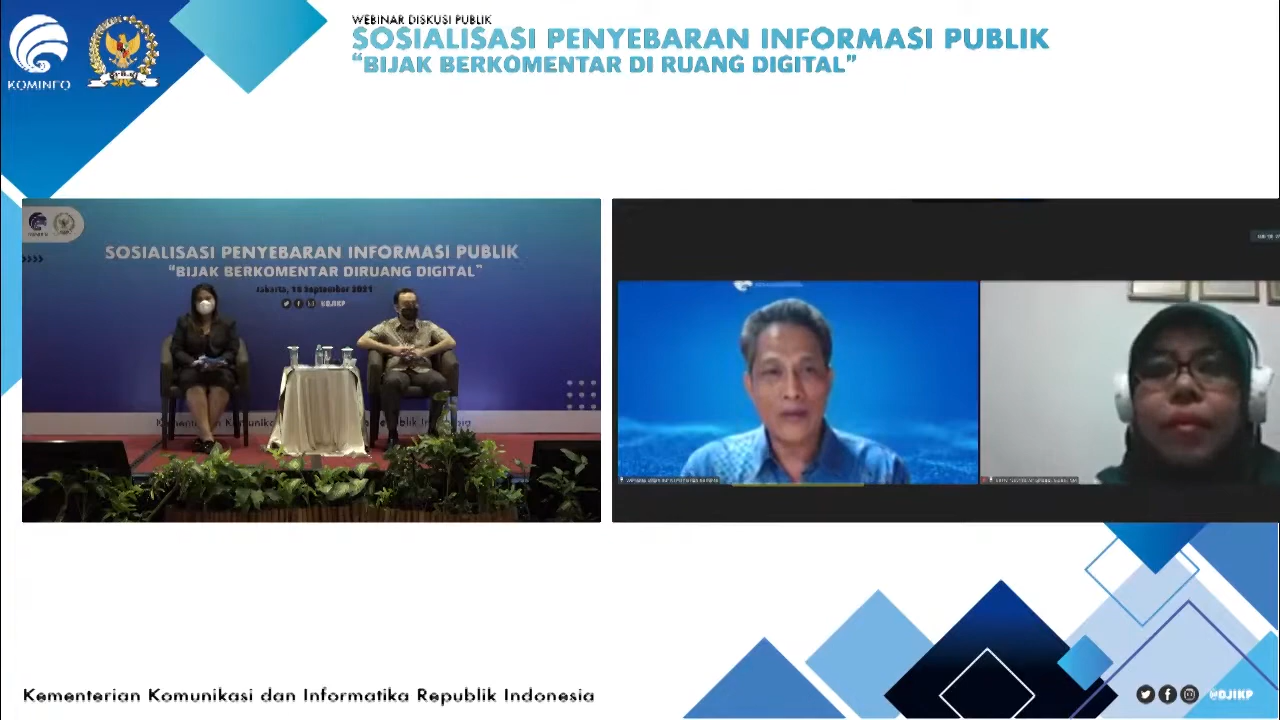 KOMINFO
WEBINAR DISKUSI PUBLIK
SOSIALISASI PENYEBARAN INFORMASI PUBLIK
“BIJAK BERKOMENTAR DI RUANG DIGITAL”
SOSIALISASI PENYEBARAN INFORMASI PUBLIK
“BIJAK BERKOMENTAR DIRUANG DIGITAL”
Jakarta, 18 September 2021
@DJIKP
Kementerian Komunikasi dan Informatika Republik Indonesia
@DJIKP